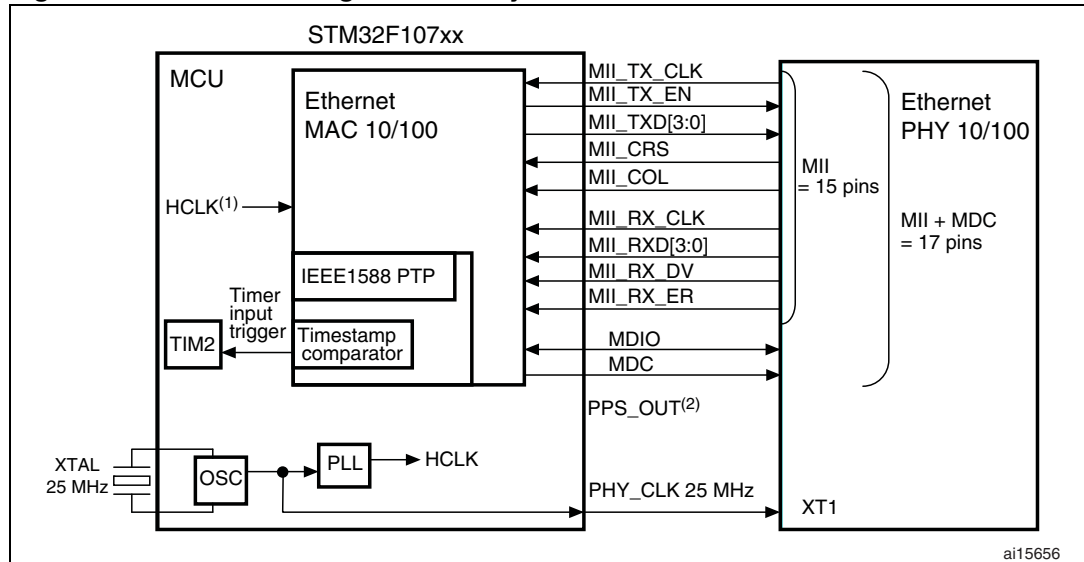 STM32F107xx
MCU
Ethernet
MAC 10/100
HCLK(1)
IEEE1588 PTP
Timer
input
trigger
TIM2
Timestamp
comparator
XTAL
25 MHz
OSC
PLL
HCLK
MII_TX_CLK
MII_TX_EN
MII_TXD[3:0]
MII_CRS
MII_COL
MII_RX_CLK
MII_RXD[3:0]
MII_RX_DV
MII_RX_ER
MDIO
MDC
PPS_OUT(2)
PHY_CLK 25 MHz
MII
= 15 pins
MII + MDC
= 17 pins
Ethernet
PHY 10/100
XT1
ai15656